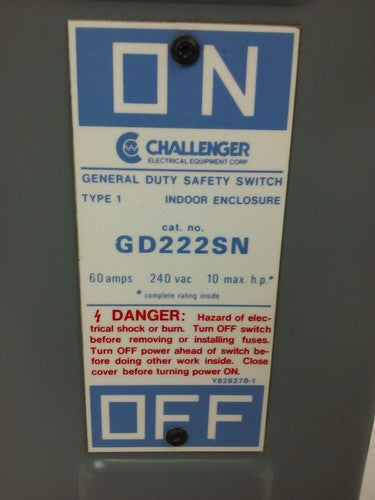 ON
CHALLENGER
ELECTRICAL EQUIPMENT CORP.
GENERAL DUTY SAFETY SWITCH
TYPE 1 INDOOR ENCLOSURE
cat. no.
GD222SN
60 amps 240 vac 10 max. h.p.*
* complete rating inside
DANGER: Hazard of elec-
trical shock or burn. Turn OFF switch
before removing or installing fuses.
Turn OFF power ahead of switch be-
fore doing other work inside. Close
cover before turning power ON.
Y82827B-1
OFF